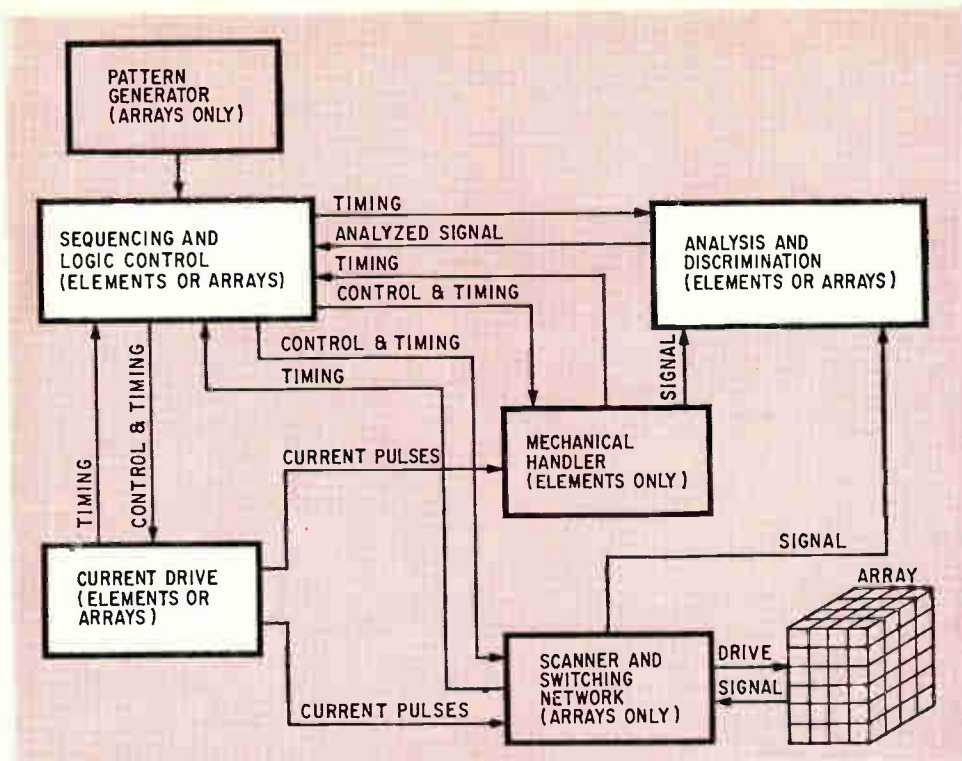 PATTERN
GENERATOR
(ARRAYS ONLY)
SEQUENCING AND
LOGIC CONTROL
(ELEMENTS OR ARRAYS)
TIMING
ANALYZED SIGNAL
TIMING
CONTROL & TIMING
CONTROL & TIMING
TIMING
ANALYSIS AND
DISCRIMINATION
(ELEMENTS OR ARRAYS)
SIGNAL
TIMING
CONTROL & TIMING
CURRENT PULSES
MECHANICAL
HANDLER
(ELEMENTS ONLY)
SIGNAL
CURRENT DRIVE
(ELEMENTS OR
ARRAYS)
CURRENT PULSES
SCANNER AND
SWITCHING
NETWORK
(ARRAYS ONLY)
DRIVE
SIGNAL
ARRAY